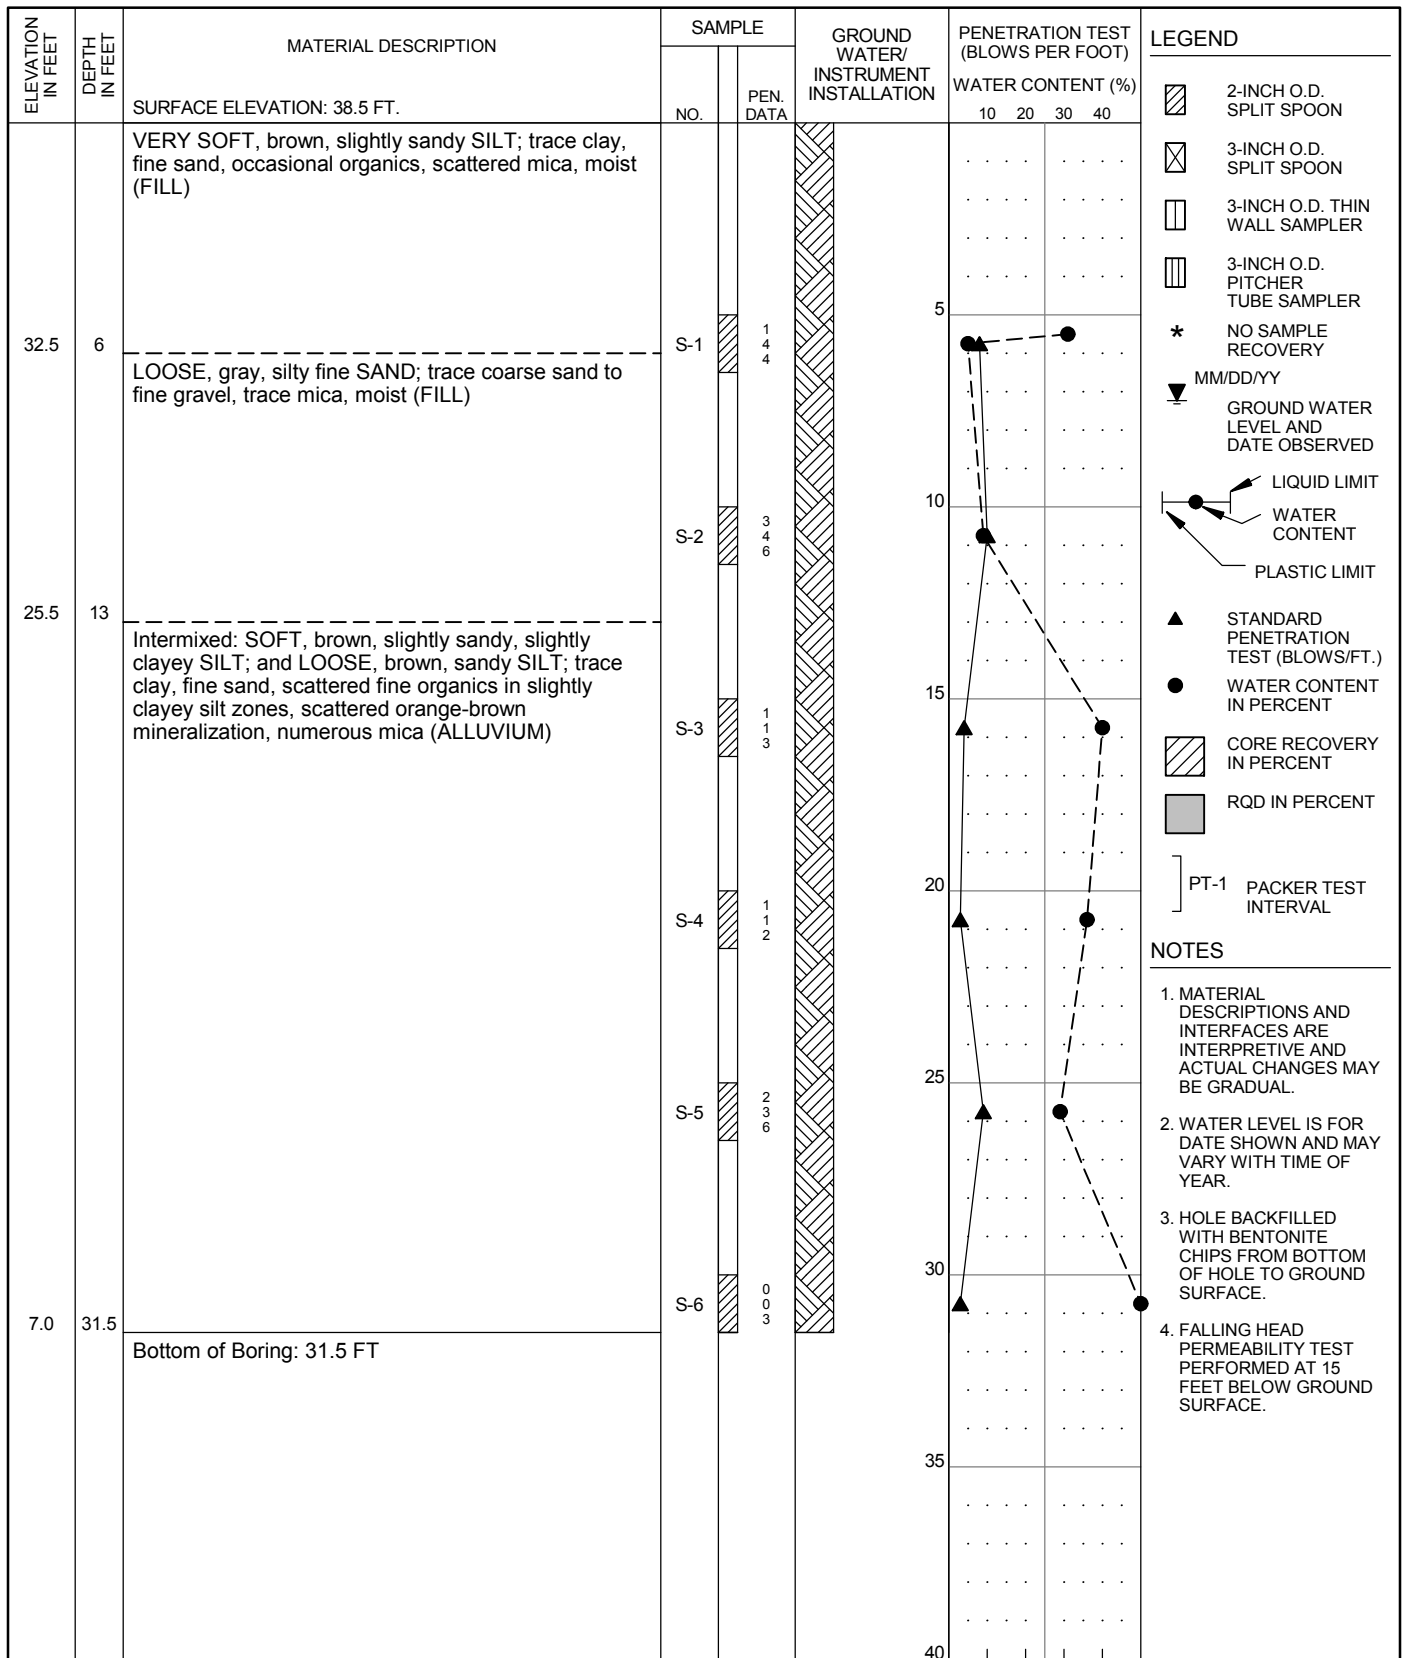 ELEVATION
IN FEET
DEPTH
IN FEET
MATERIAL DESCRIPTION
SURFACE ELEVATION: 38.5 FT.
SAMPLE
NO.
PEN.
DATA
GROUND
WATER/
INSTRUMENT
INSTALLATION
PENETRATION TEST
(BLOWS PER FOOT)
WATER CONTENT (%)
10 20 30 40
VERY SOFT, brown, slightly sandy SILT; trace clay,
fine sand, occasional organics, scattered mica, moist
(FILL)
5
32.5 6
S-1
1
4
4
LOOSE, gray, silty fine SAND; trace coarse sand to
fine gravel, trace mica, moist (FILL)
10
S-2
3
4
6
25.5 13
Intermixed: SOFT, brown, slightly sandy, slightly
clayey SILT; and LOOSE, brown, sandy SILT; trace
clay, fine sand, scattered fine organics in slightly
clayey silt zones, scattered orange-brown
mineralization, numerous mica (ALLUVIUM)
15
S-3
1
1
3
20
S-4
1
1
2
25
S-5
2
3
6
30
S-6
0
0
3
7.0 31.5
Bottom of Boring: 31.5 FT
35
40
LEGEND
2-INCH O.D.
SPLIT SPOON
3-INCH O.D.
SPLIT SPOON
3-INCH O.D. THIN
WALL SAMPLER
3-INCH O.D.
PITCHER
TUBE SAMPLER
* NO SAMPLE
RECOVERY
MM/DD/YY
GROUND WATER
LEVEL AND
DATE OBSERVED
LIQUID LIMIT
WATER
CONTENT
PLASTIC LIMIT
STANDARD
PENETRATION
TEST (BLOWS/FT.)
WATER CONTENT
IN PERCENT
CORE RECOVERY
IN PERCENT
RQD IN PERCENT
PT-1 PACKER TEST
INTERVAL
NOTES
1. MATERIAL
DESCRIPTIONS AND
INTERFACES ARE
INTERPRETIVE AND
ACTUAL CHANGES MAY
BE GRADUAL.
2. WATER LEVEL IS FOR
DATE SHOWN AND MAY
VARY WITH TIME OF
YEAR.
3. HOLE BACKFILLED
WITH BENTONITE
CHIPS FROM BOTTOM
OF HOLE TO GROUND
SURFACE.
4. FALLING HEAD
PERMEABILITY TEST
PERFORMED AT 15
FEET BELOW GROUND
SURFACE.